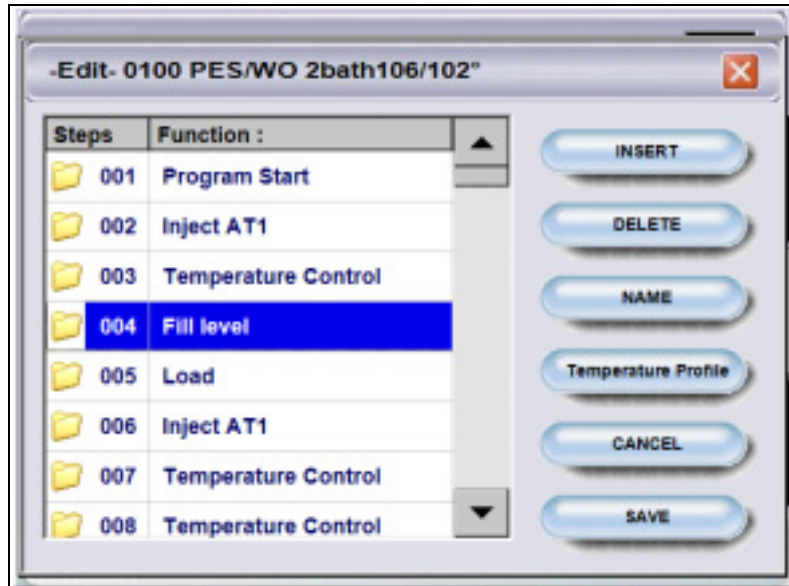 -Edit- 0100 PES/WO 2bath106/102°
Steps Function :
001 Program Start
002 Inject AT1
003 Temperature Control
004 Fill level
005 Load
006 Inject AT1
007 Temperature Control
008 Temperature Control
INSERT
DELETE
NAME
Temperature Profile
CANCEL
SAVE